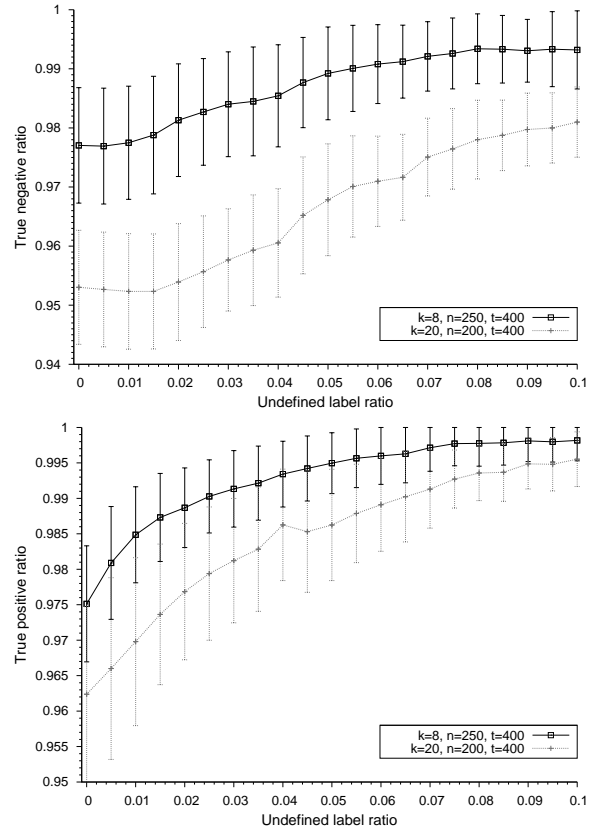 1
0.99
0.98
0.97
0.96
0.95
0.94
True negative ratio
k=8, n=250, t=400
k=20, n=200, t=400
0 0.01 0.02 0.03 0.04 0.05 0.06 0.07 0.08 0.09 0.1
Undefined label ratio
1
0.995
0.99
0.985
0.98
0.975
0.97
0.965
0.96
0.955
0.95
True positive ratio
k=8, n=250, t=400
k=20, n=200, t=400
0 0.01 0.02 0.03 0.04 0.05 0.06 0.07 0.08 0.09 0.1
Undefined label ratio